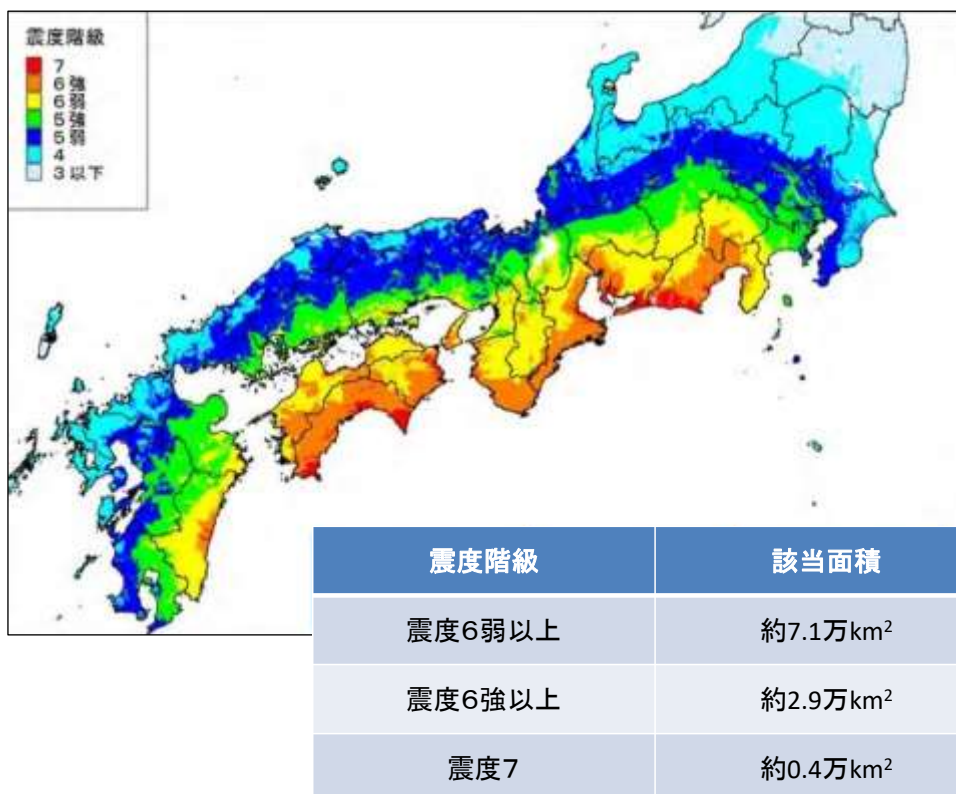 震度階級
7
6強
6弱
5強
5弱
4
3以下
震度階級 該当面積
震度6弱以上 約7.1万km²
震度6強以上 約2.9万km²
震度7 約0.4万km²